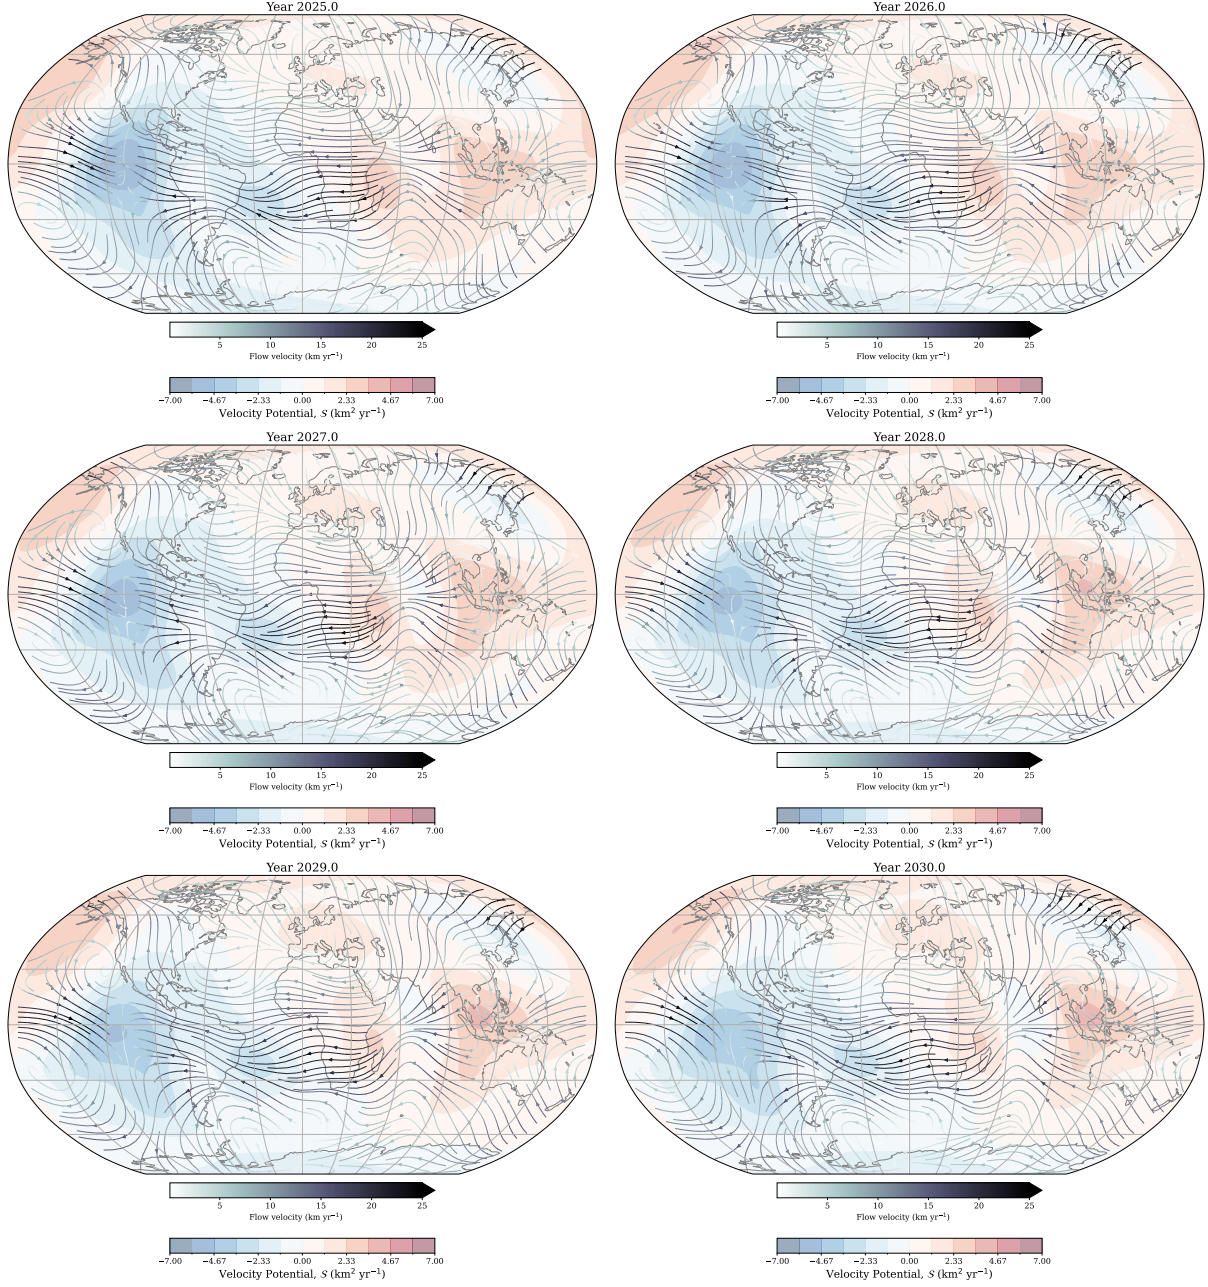 Year 2025.0
Year 2026.0
5 10 15 20 25
Flow velocity (km yr⁻¹)
5 10 15 20 25
Flow velocity (km yr⁻¹)
−7.00 −4.67 −2.33 0.00 2.33 4.67 7.00
Velocity Potential, S (km² yr⁻¹)
−7.00 −4.67 −2.33 0.00 2.33 4.67 7.00
Velocity Potential, S (km² yr⁻¹)
Year 2027.0
Year 2028.0
5 10 15 20 25
Flow velocity (km yr⁻¹)
5 10 15 20 25
Flow velocity (km yr⁻¹)
−7.00 −4.67 −2.33 0.00 2.33 4.67 7.00
Velocity Potential, S (km² yr⁻¹)
−7.00 −4.67 −2.33 0.00 2.33 4.67 7.00
Velocity Potential, S (km² yr⁻¹)
Year 2029.0
Year 2030.0
5 10 15 20 25
Flow velocity (km yr⁻¹)
5 10 15 20 25
Flow velocity (km yr⁻¹)
−7.00 −4.67 −2.33 0.00 2.33 4.67 7.00
Velocity Potential, S (km² yr⁻¹)
−7.00 −4.67 −2.33 0.00 2.33 4.67 7.00
Velocity Potential, S (km² yr⁻¹)